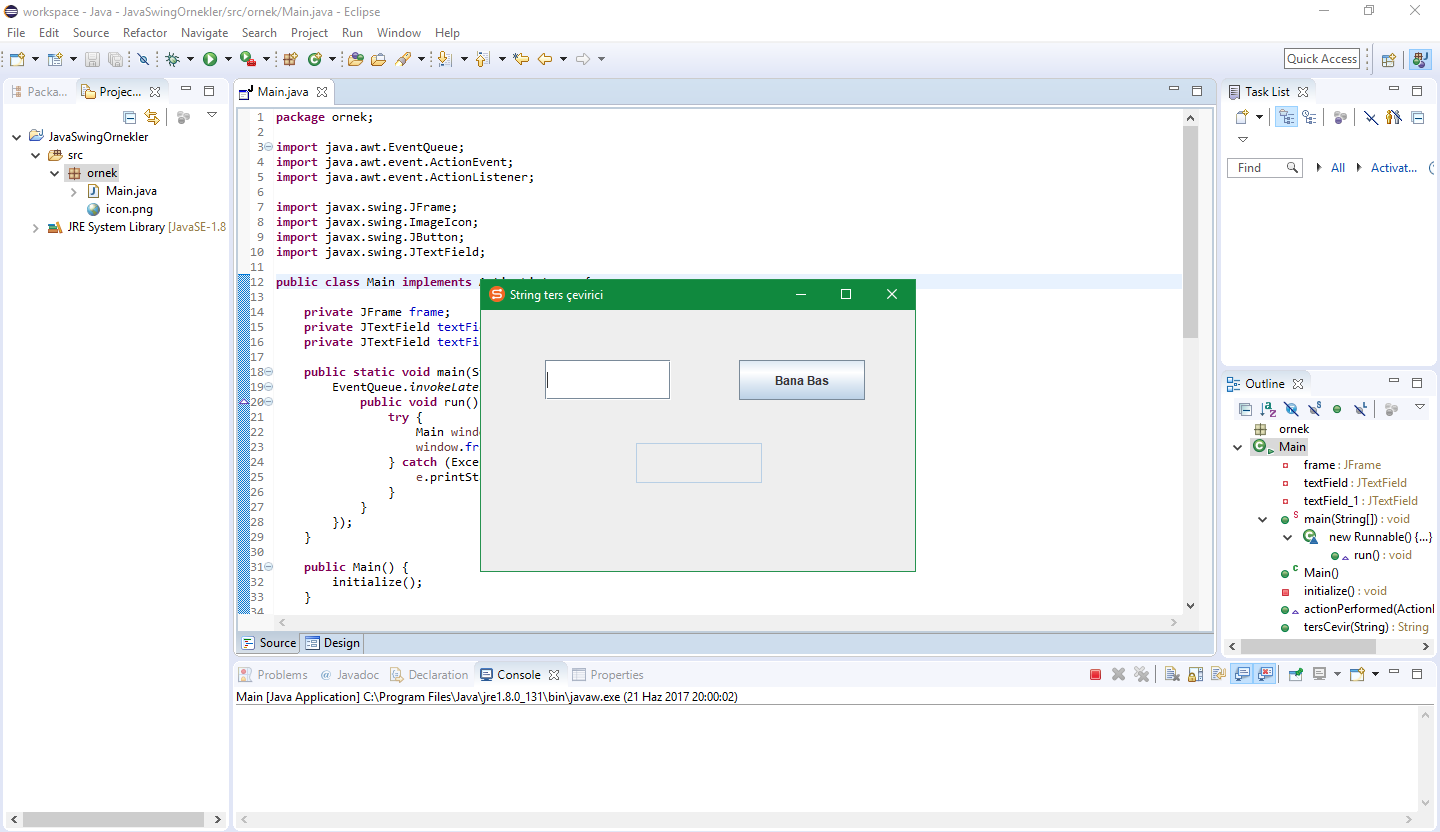 workspace - Java - JavaSwingOrnekler/src/ornek/Main.java - Eclipse
File Edit Source Refactor Navigate Search Project Run Window Help
Quick Access
Packa... Projec...
JavaSwingOrnekler
src
ornek
Main.java
icon.png
JRE System Library [JavaSE-1.8
Main.java
1 package ornek;
2
3 import java.awt.EventQueue;
4 import java.awt.event.ActionEvent;
5 import java.awt.event.ActionListener;
6
7 import javax.swing.JFrame;
8 import javax.swing.ImageIcon;
9 import javax.swing.JButton;
10 import javax.swing.JTextField;
11
12 public class Main implements
13
14 private JFrame frame;
15 private JTextField textFi
16 private JTextField textFi
17
18 public static void main(S
19 EventQueue.invokeLate
20 public void run()
21 try {
22 Main wind
23 window.fr
24 } catch (Exce
25 e.printSt
26 }
27 }
28 });
29 }
30
31 public Main() {
32 initialize();
33 }
34
Source Design
String ters çevirici
Bana Bas
Task List
Find All Activat...
Outline
ornek
Main
frame : JFrame
textField : JTextField
textField_1 : JTextField
main(String[]) : void
new Runnable() {...}
run() : void
Main()
initialize() : void
actionPerformed(ActionI
tersCevir(String) : String
Problems @ Javadoc Declaration Console Properties
Main [Java Application] C:\Program Files\Java\jre1.8.0_131\bin\javaw.exe (21 Haz 2017 20:00:02)